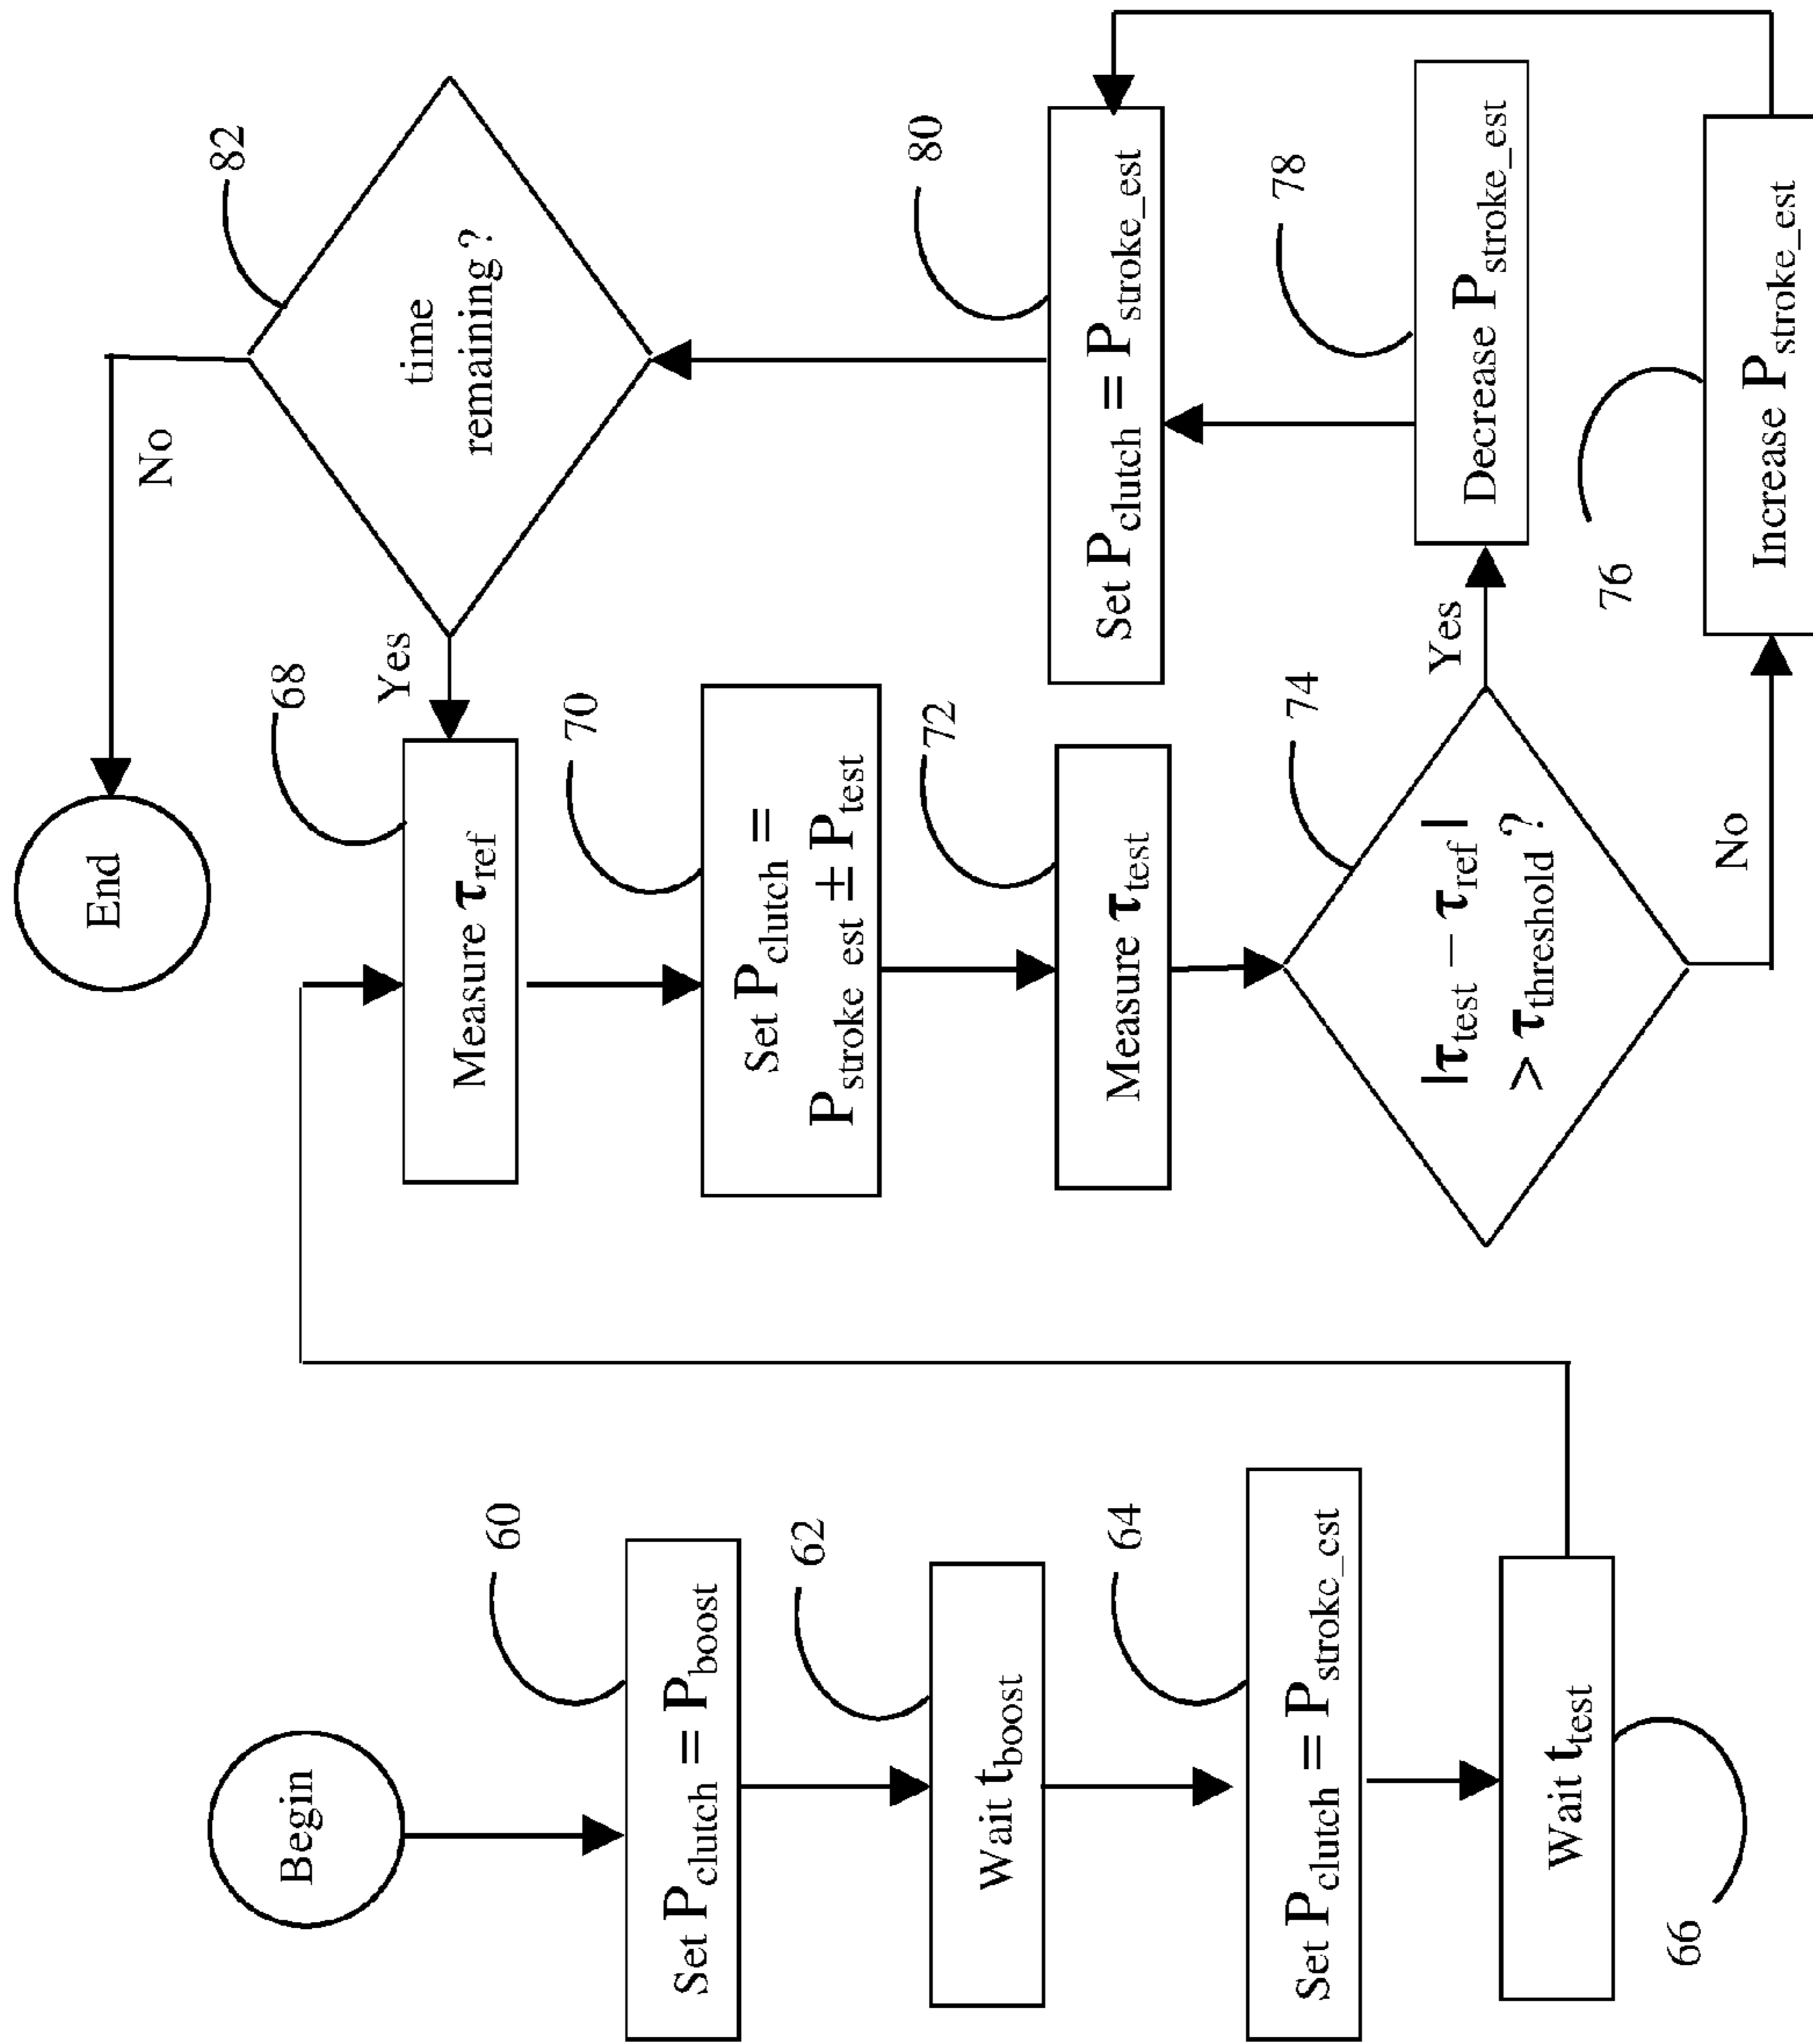 Begin
60
Set P_clutch = P_boost
62
Wait t_boost
64
Set P_clutch = P_stroke_est
Wait t_test
66
End
68
Measure τ_ref
70
Set P_clutch =
P_stroke est ± P_test
72
Measure τ_test
74
|τ_test − τ_ref|
> τ_threshold ?
Yes
No
76
Increase P_stroke_est
78
Decrease P_stroke_est
80
Set P_clutch = P_stroke_est
82
time
remaining ?
Yes
No